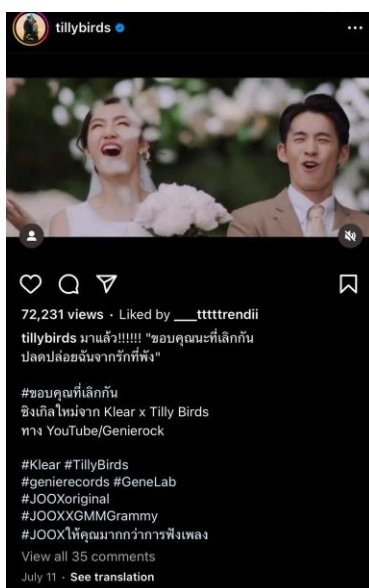 tillybirds
72,231 views · Liked by ___tttttrendii
tillybirds มาแล้ว!!!!!! "ขอบคุณนะที่เลิกกัน
ปลดปล่อยฉันจากรักที่พัง"
#ขอบคุณที่เลิกกัน
ซิงเกิลใหม่จาก Klear x Tilly Birds
ทาง YouTube/Genierock
#Klear #TillyBirds
#genierecords #GeneLab
#JOOXoriginal
#JOOXXGMMGrammy
#JOOXให้คุณมากกว่าการฟังเพลง
View all 35 comments
July 11 · See translation